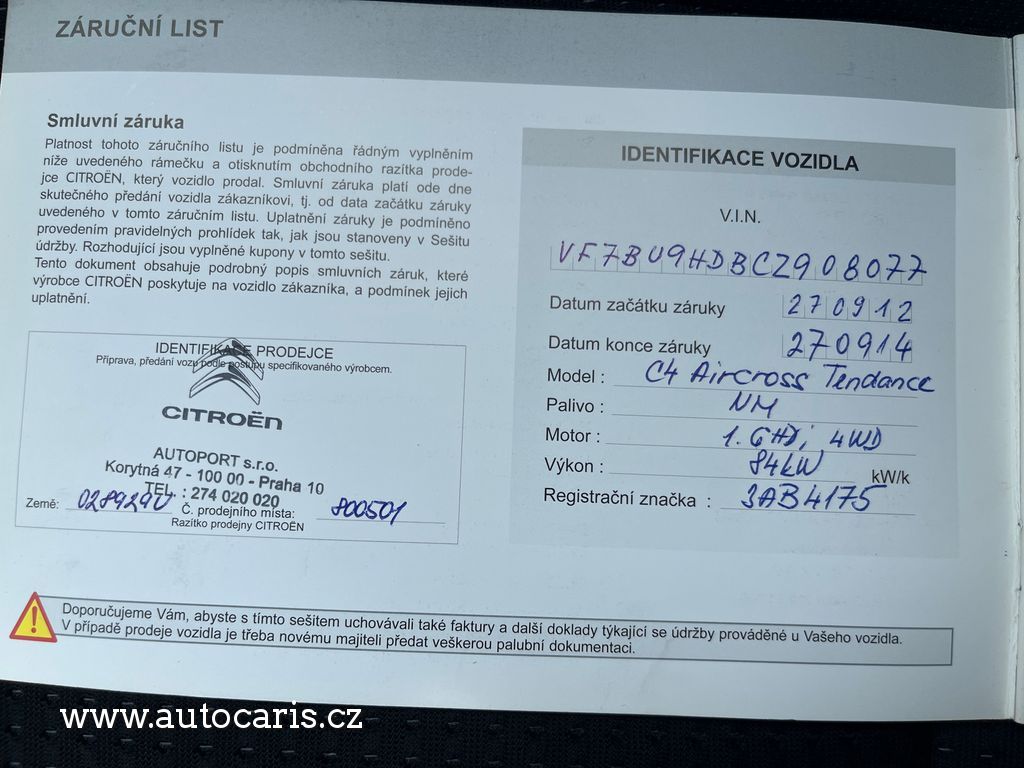 ZÁRUČNÍ LIST
Smluvní záruka
Platnost tohoto záručního listu je podmíněna řádným vyplněním
níže uvedeného rámečku a otisknutím obchodního razítka prode-
jce CITROËN, který vozidlo prodal. Smluvní záruka platí ode dne
skutečného předání vozidla zákazníkovi, tj. od data začátku záruky
uvedeného v tomto záručním listu. Uplatnění záruky je podmíněno
provedením pravidelných prohlídek tak, jak jsou stanoveny v Sešitu
údržby. Rozhodující jsou vyplněné kupony v tomto sešitu.
Tento dokument obsahuje podrobný popis smluvních záruk, které
výrobce CITROËN poskytuje na vozidlo zákazníka, a podmínek jejich
uplatnění.
IDENTIFIKACE PRODEJCE
Příprava, předání vozu podle postupu specifikovaného výrobcem.
CITROËN
AUTOPORT s.r.o.
Korytná 47 - 100 00 - Praha 10
TEL.: 274 020 020
Země: 028929U Č. prodejního místa: 800501
Razítko prodejny CITROËN
IDENTIFIKACE VOZIDLA
V.I.N.
VF7BU9HDBCZ908077
Datum začátku záruky 270912
Datum konce záruky 270914
Model : C4 Aircross Tendance
Palivo : NM
Motor : 1.6HDi 4WD
Výkon : 84kW kW/k
Registrační značka : 3AB4175
Doporučujeme Vám, abyste s tímto sešitem uchovávali také faktury a další doklady týkající se údržby prováděné u Vašeho vozidla.
V případě prodeje vozidla je třeba novému majiteli předat veškerou palubní dokumentaci.
www.autocaris.cz